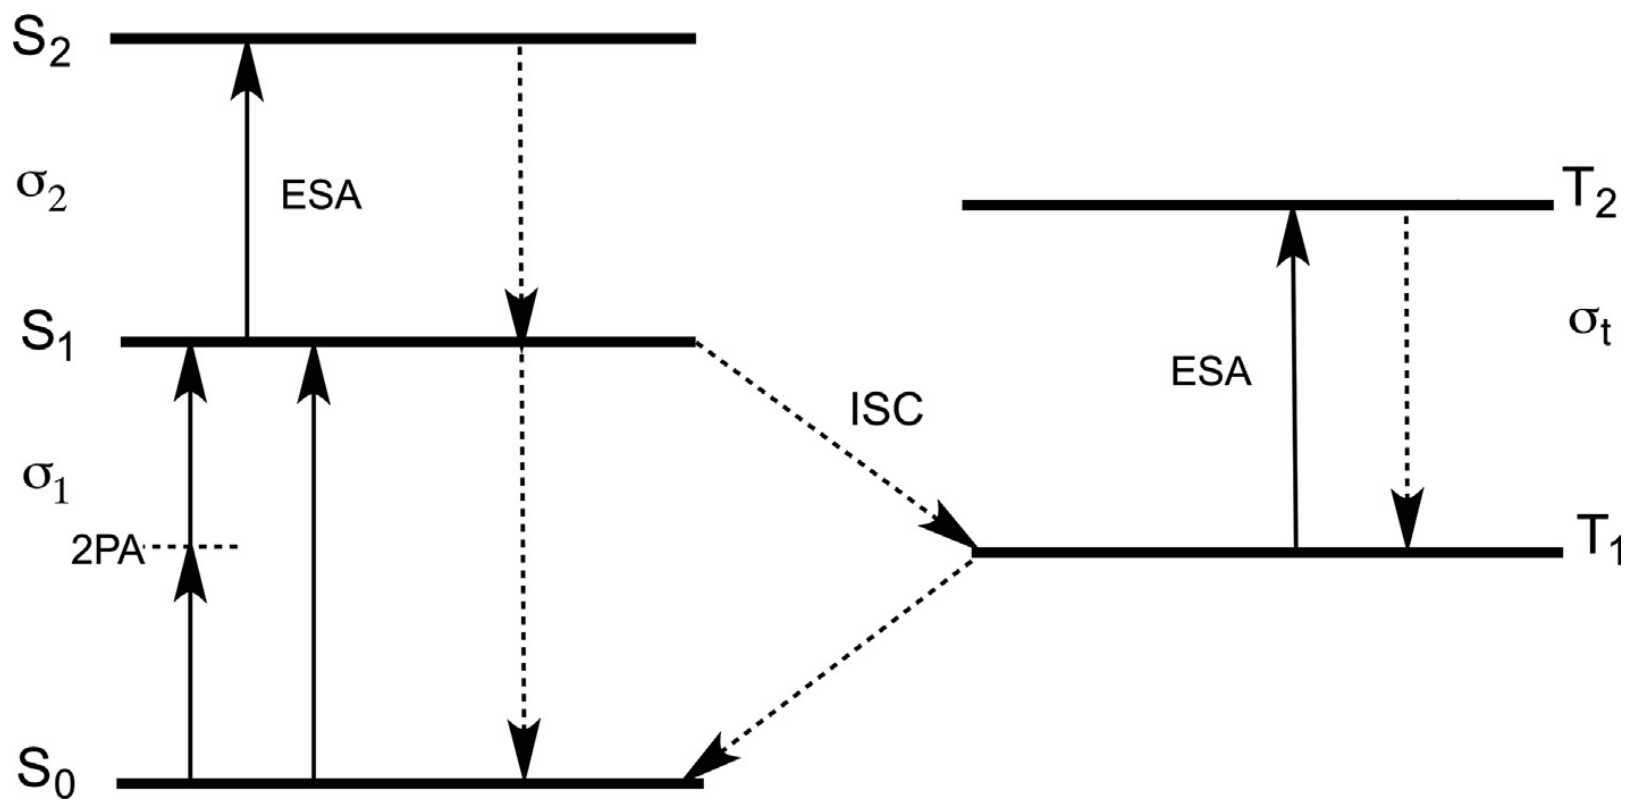 S₂
σ₂
ESA
T₂
S₁
σₜ
ESA
ISC
σ₁
2PA
T₁
S₀